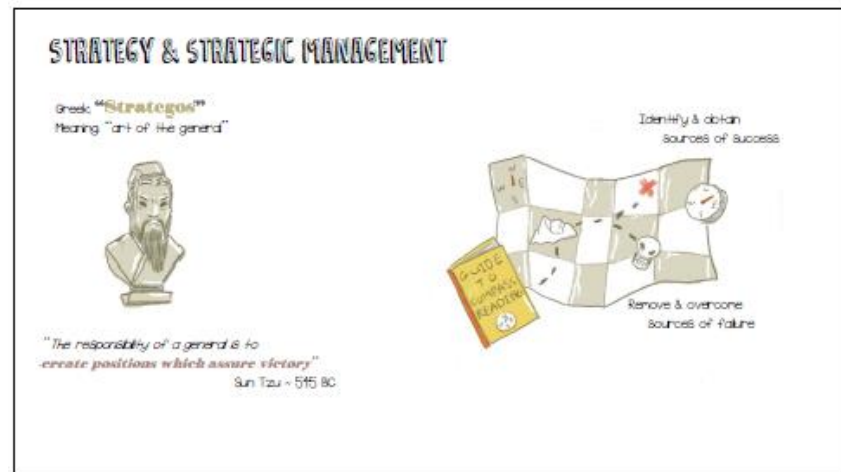 STRATEGY & STRATEGIC MANAGEMENT
Greek: "Strategos"
Meaning: "art of the general"
"The responsibility of a general is to
create positions which assure victory"
Sun Tzu ~ 545 BC
Identify & obtain
sources of success
N
W E
S
GUIDE
TO
COMPASS
READING
Remove & overcome
sources of failure